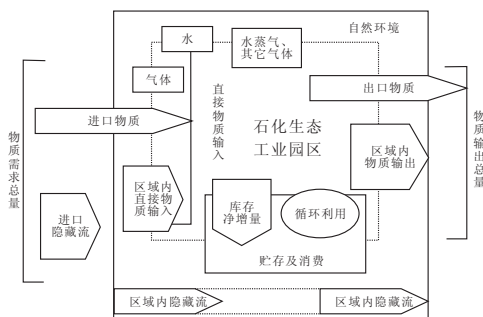 自然环境
水
水蒸气、
其它气体
气体
直接物质输入
出口物质
进口物质
石化生态
工业园区
物质需求总量
物质输出总量
区域内
物质输出
区域内
直接物
质输入
进口
隐藏流
库存
净增量
循环利用
贮存及消费
区域内隐藏流
区域内隐藏流